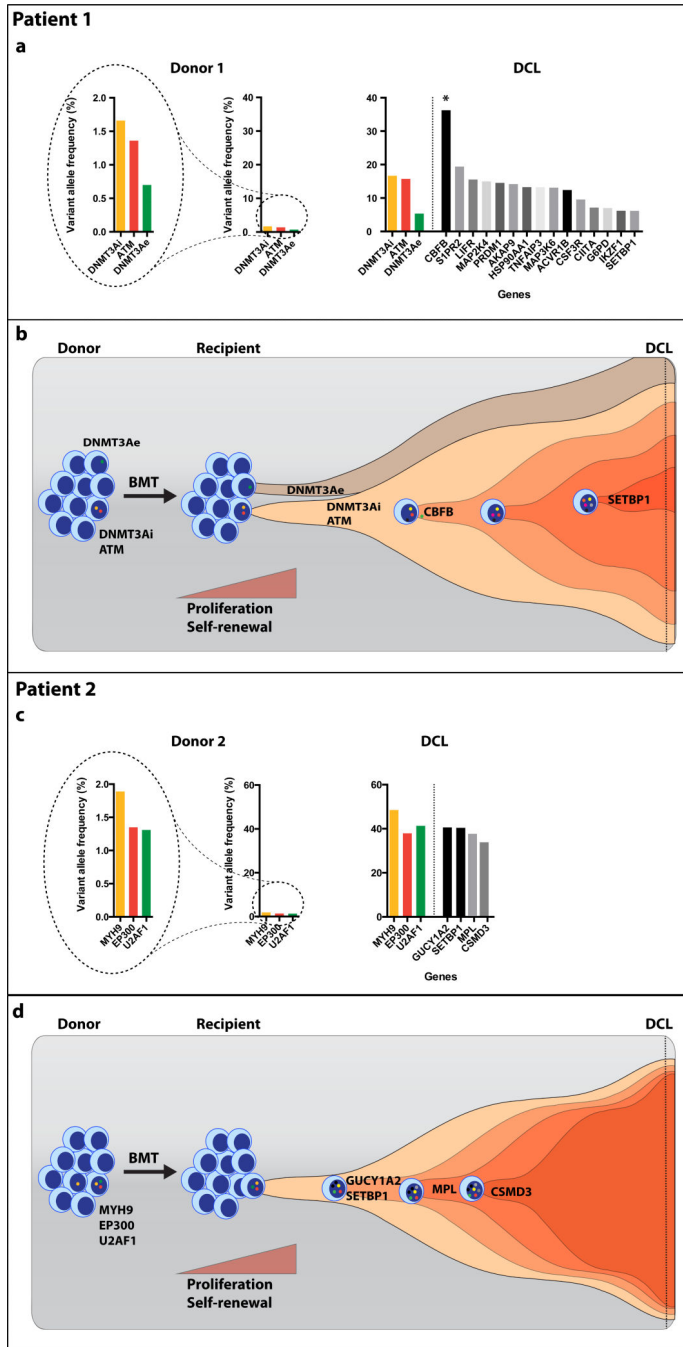 Patient 1
a
Donor 1
DCL
Variant allele frequency (%)
2.0
1.5
1.0
0.5
0.0
DNMT3Ai
ATM
DNMT3Ae
Variant allele frequency (%)
40
30
20
10
0
DNMT3Ai
ATM
DNMT3Ae
40
30
20
10
0
*
DNMT3Ai
ATM
DNMT3Ae
CBFB
S1PR2
LIFR
MAP2K4
PRDM1
AKAP9
HSP90AA1
TNFAIP3
MAP3K6
ACVR1B
CSF3R
CIITA
G6PD
IKZF1
SETBP1
Genes
b
Donor
Recipient
DCL
DNMT3Ae
BMT
DNMT3Ai
ATM
DNMT3Ae
DNMT3Ai
ATM
CBFB
SETBP1
Proliferation
Self-renewal
Patient 2
c
Donor 2
DCL
Variant allele frequency (%)
2.0
1.5
1.0
0.5
0.0
MYH9
EP300
U2AF1
Variant allele frequency (%)
60
40
20
0
MYH9
EP300
U2AF1
60
40
20
0
MYH9
EP300
U2AF1
GUCY1A2
SETBP1
MPL
CSMD3
Genes
d
Donor
Recipient
DCL
BMT
MYH9
EP300
U2AF1
GUCY1A2
SETBP1
MPL
CSMD3
Proliferation
Self-renewal